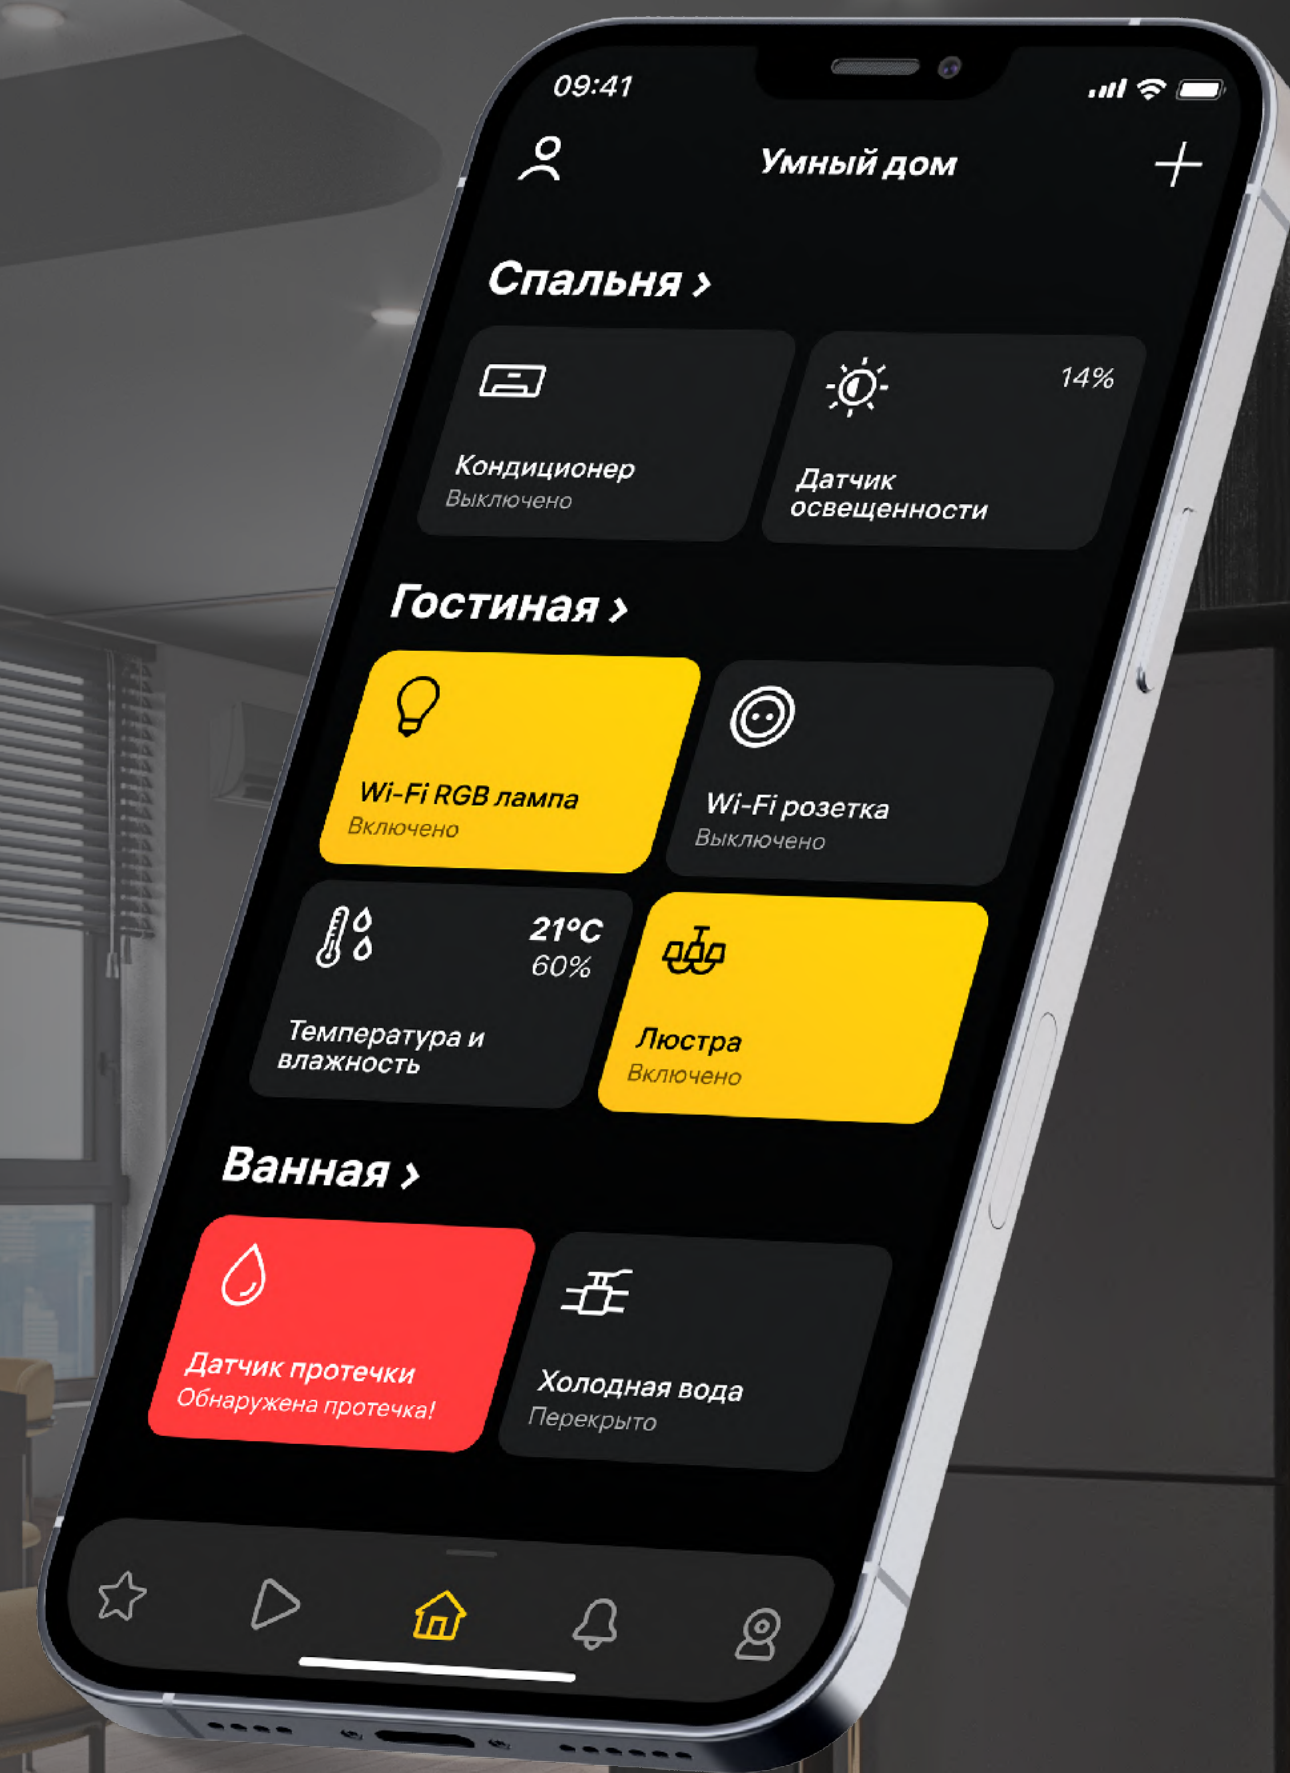 09:41
Умный дом
Спальня ›
Кондиционер
Выключено
14%
Датчик
освещенности
Гостиная ›
Wi-Fi RGB лампа
Включено
Wi-Fi розетка
Выключено
21°C
60%
Температура и
влажность
Люстра
Включено
Ванная ›
Датчик протечки
Обнаружена протечка!
Холодная вода
Перекрыто